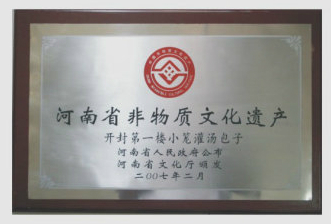 河南省非物质文化遗产
开封第一楼小笼灌汤包子
河南省人民政府公布
河南省文化厅颁发
二〇〇七年二月